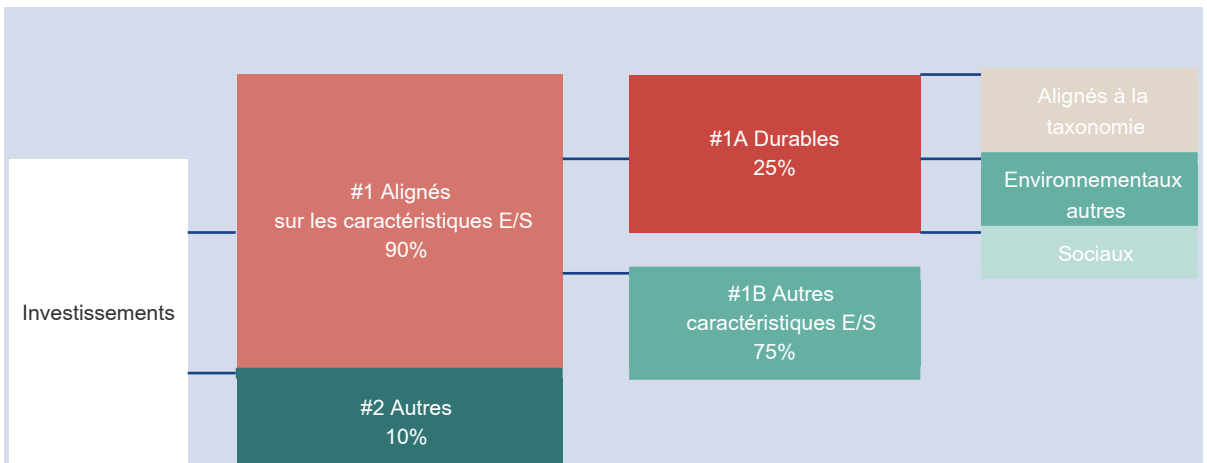 Investissements
#1 Alignés
sur les caractéristiques E/S
90%
#2 Autres
10%
#1A Durables
25%
#1B Autres
caractéristiques E/S
75%
Alignés à la
taxonomie
Environnementaux
autres
Sociaux